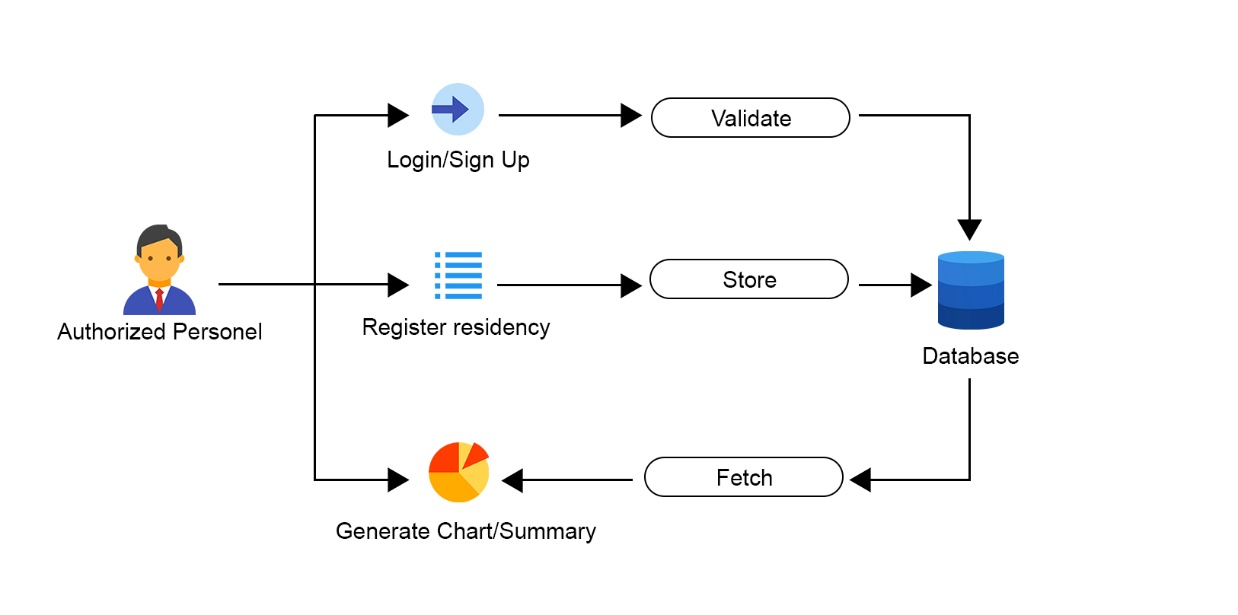 Validate
Login/Sign Up
Store
Register residency
Authorized Personel
Database
Fetch
Generate Chart/Summary